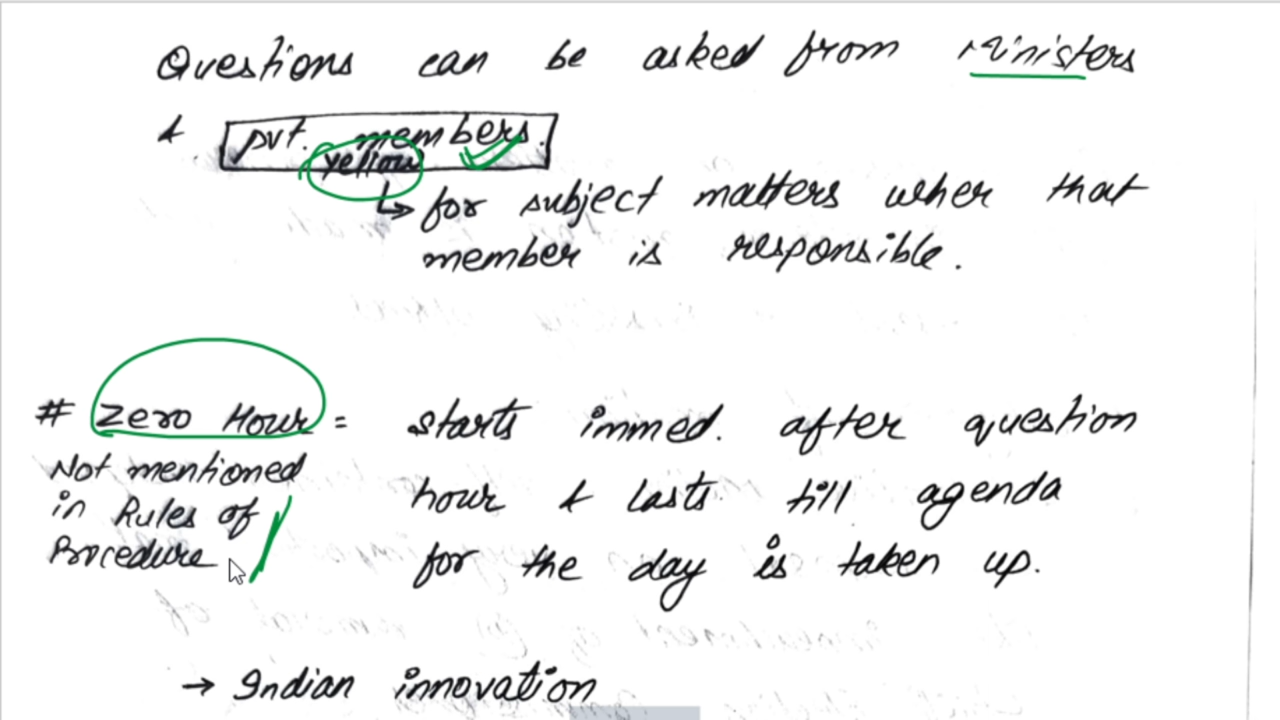 Questions can be asked from Ministers
& pvt. members.
yellow
↳ for subject matters wher that
member is responsible.
# Zero Hour = starts immed. after question
Not mentioned
in Rules of
Procedure
hour & lasts till agenda
for the day is taken up.
→ Indian innovation